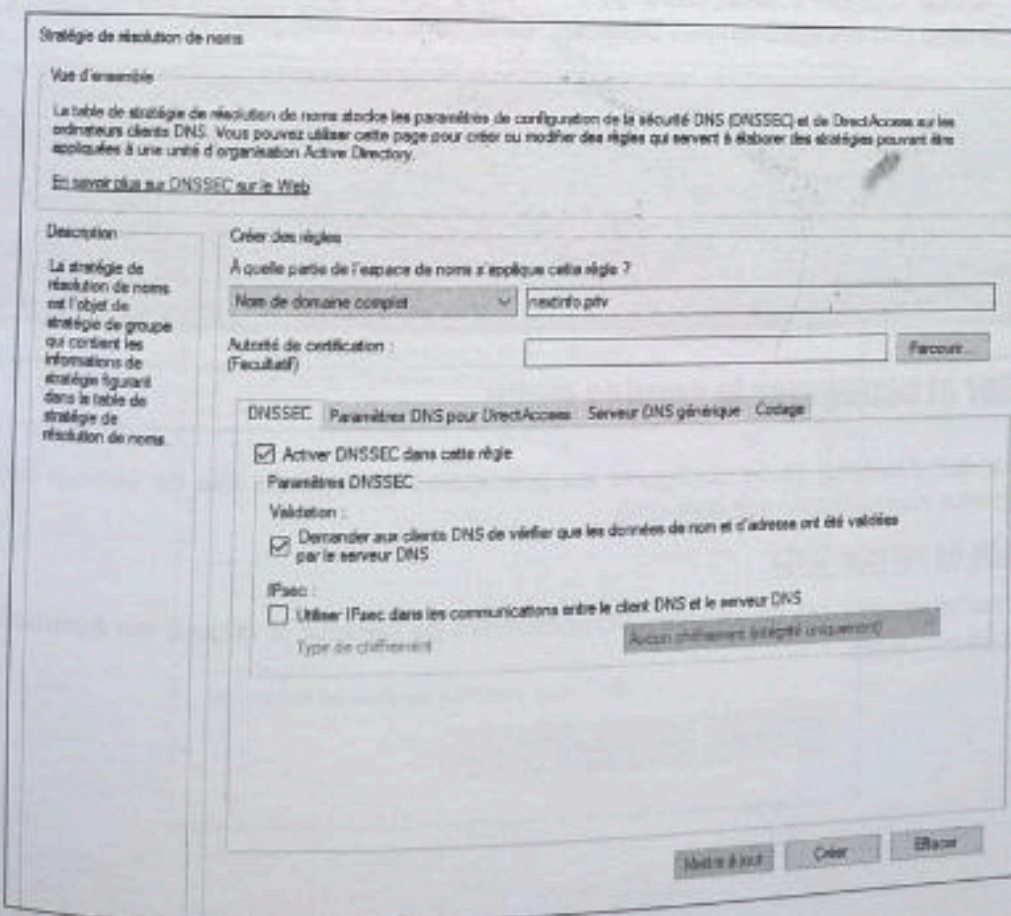 Stratégie de résolution de noms
Vue d'ensemble
La table de stratégie de résolution de noms stocke les paramètres de configuration de la sécurité DNS (DNSSEC) et de DirectAccess sur les
ordinateurs clients DNS. Vous pouvez utiliser cette page pour créer ou modifier des règles qui servent à élaborer des stratégies pouvant être
appliquées à une unité d'organisation Active Directory.
En savoir plus sur DNSSEC sur le Web
Description
La stratégie de
résolution de noms
est l'objet de
stratégie de groupe
qui contient les
informations de
stratégie figurant
dans la table de
stratégie de
résolution de noms.
Créer des règles
À quelle partie de l'espace de noms s'applique cette règle ?
Nom de domaine complet
Autorité de certification :
(Facultatif)
Parcourir...
DNSSEC Paramètres DNS pour DirectAccess Serveur DNS générique Codage
Activer DNSSEC dans cette règle
Paramètres DNSSEC
Validation :
Demander aux clients DNS de vérifier que les données de nom et d'adresse ont été validées
par le serveur DNS
IPsec :
Utiliser IPsec dans les communications entre le client DNS et le serveur DNS
Type de chiffrement
Aucun chiffrement (intégrité uniquement)
Mettre à jour Créer Effacer